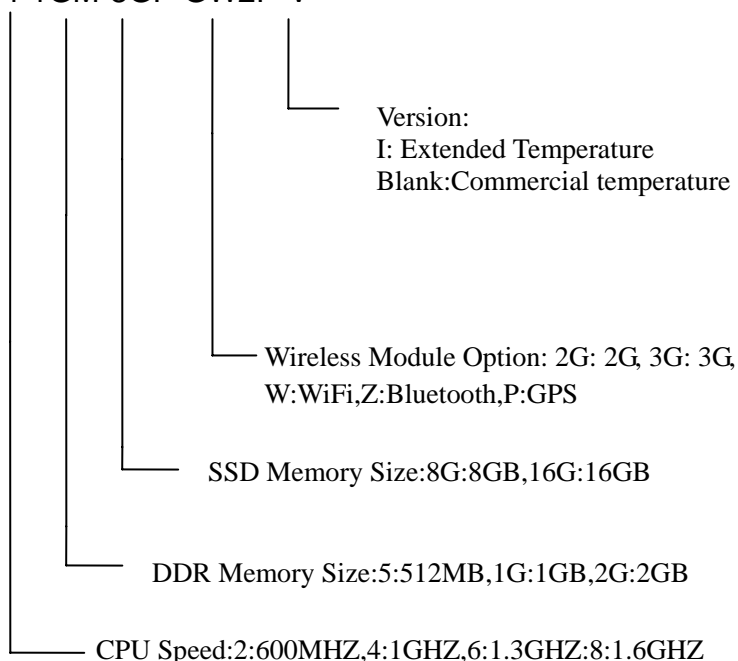 Version:
I: Extended Temperature
Blank:Commercial temperature
Wireless Module Option: 2G: 2G, 3G: 3G,
W:WiFi,Z:Bluetooth,P:GPS
SSD Memory Size:8G:8GB,16G:16GB
DDR Memory Size:5:512MB,1G:1GB,2G:2GB
CPU Speed:2:600MHZ,4:1GHZ,6:1.3GHZ:8:1.6GHZ